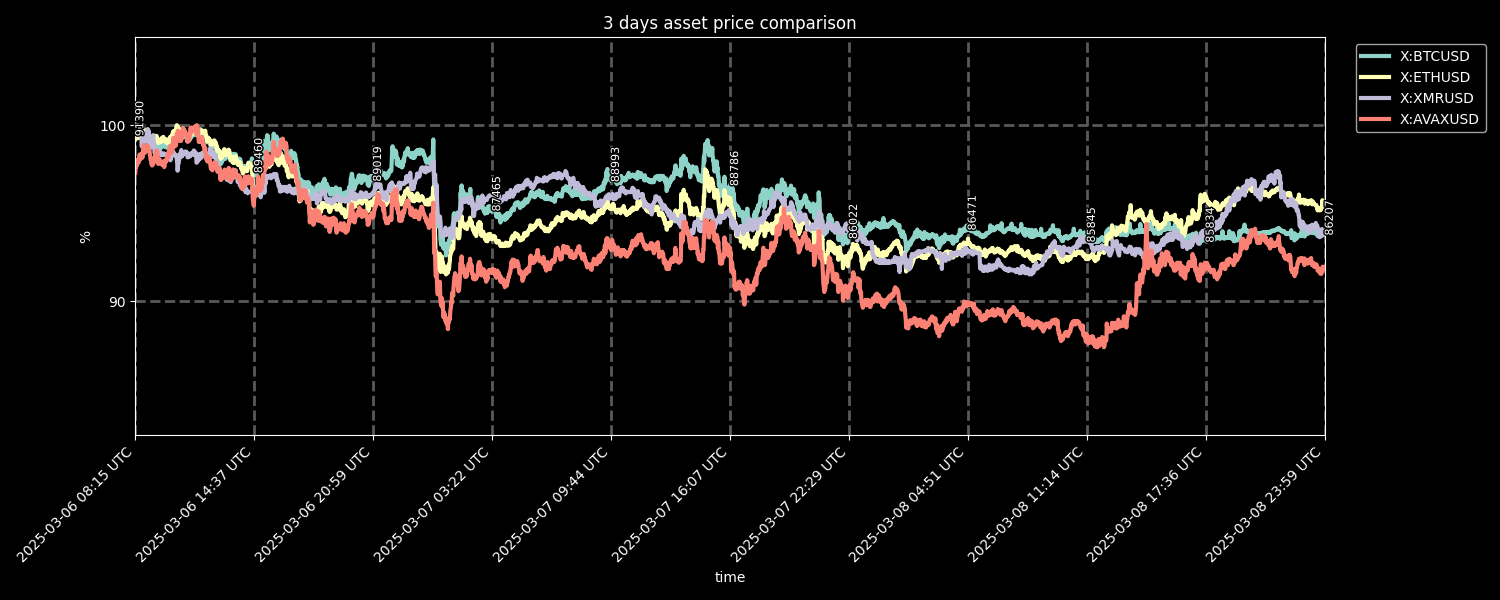 3 days asset price comparison
X:BTCUSD
X:ETHUSD
X:XMRUSD
X:AVAXUSD
100
90
%
91390
89460
89019
87465
88993
88786
86022
86471
85845
85834
86207
2025-03-06 08:15 UTC
2025-03-06 14:37 UTC
2025-03-06 20:59 UTC
2025-03-07 03:22 UTC
2025-03-07 09:44 UTC
2025-03-07 16:07 UTC
2025-03-07 22:29 UTC
2025-03-08 04:51 UTC
2025-03-08 11:14 UTC
2025-03-08 17:36 UTC
2025-03-08 23:59 UTC
time